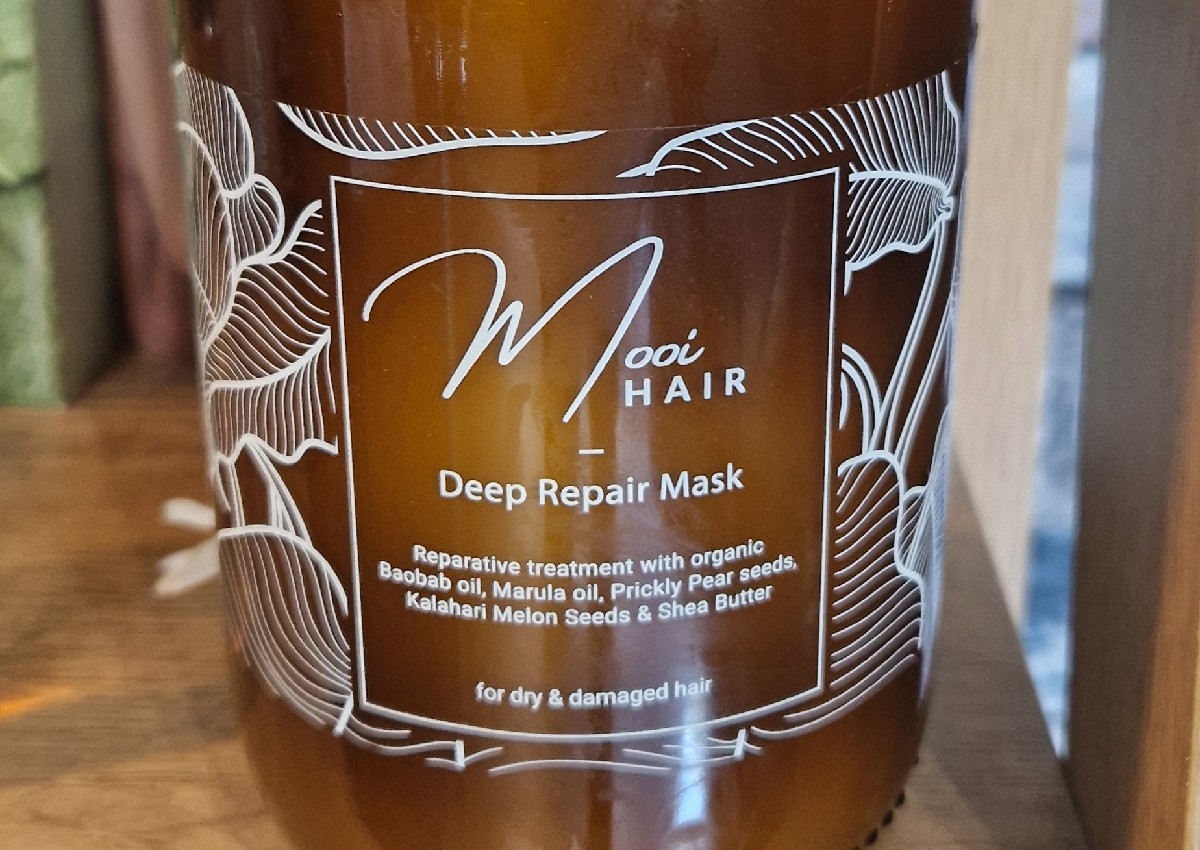 Mooi
HAIR
Deep Repair Mask
Reparative treatment with organic
Baobab oil, Marula oil, Prickly Pear seeds,
Kalahari Melon Seeds & Shea Butter
for dry & damaged hair